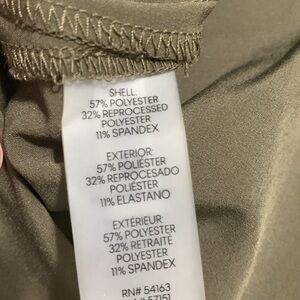 SHELL:
57% POLYESTER
32% REPROCESSED
POLYESTER
11% SPANDEX
EXTERIOR:
57% POLIÉSTER
32% REPROCESADO
POLIÉSTER
11% ELASTANO
EXTÉRIEUR:
57% POLYESTER
32% RETRAITÉ
POLYESTER
11% SPANDEX
RN# 54163
57151